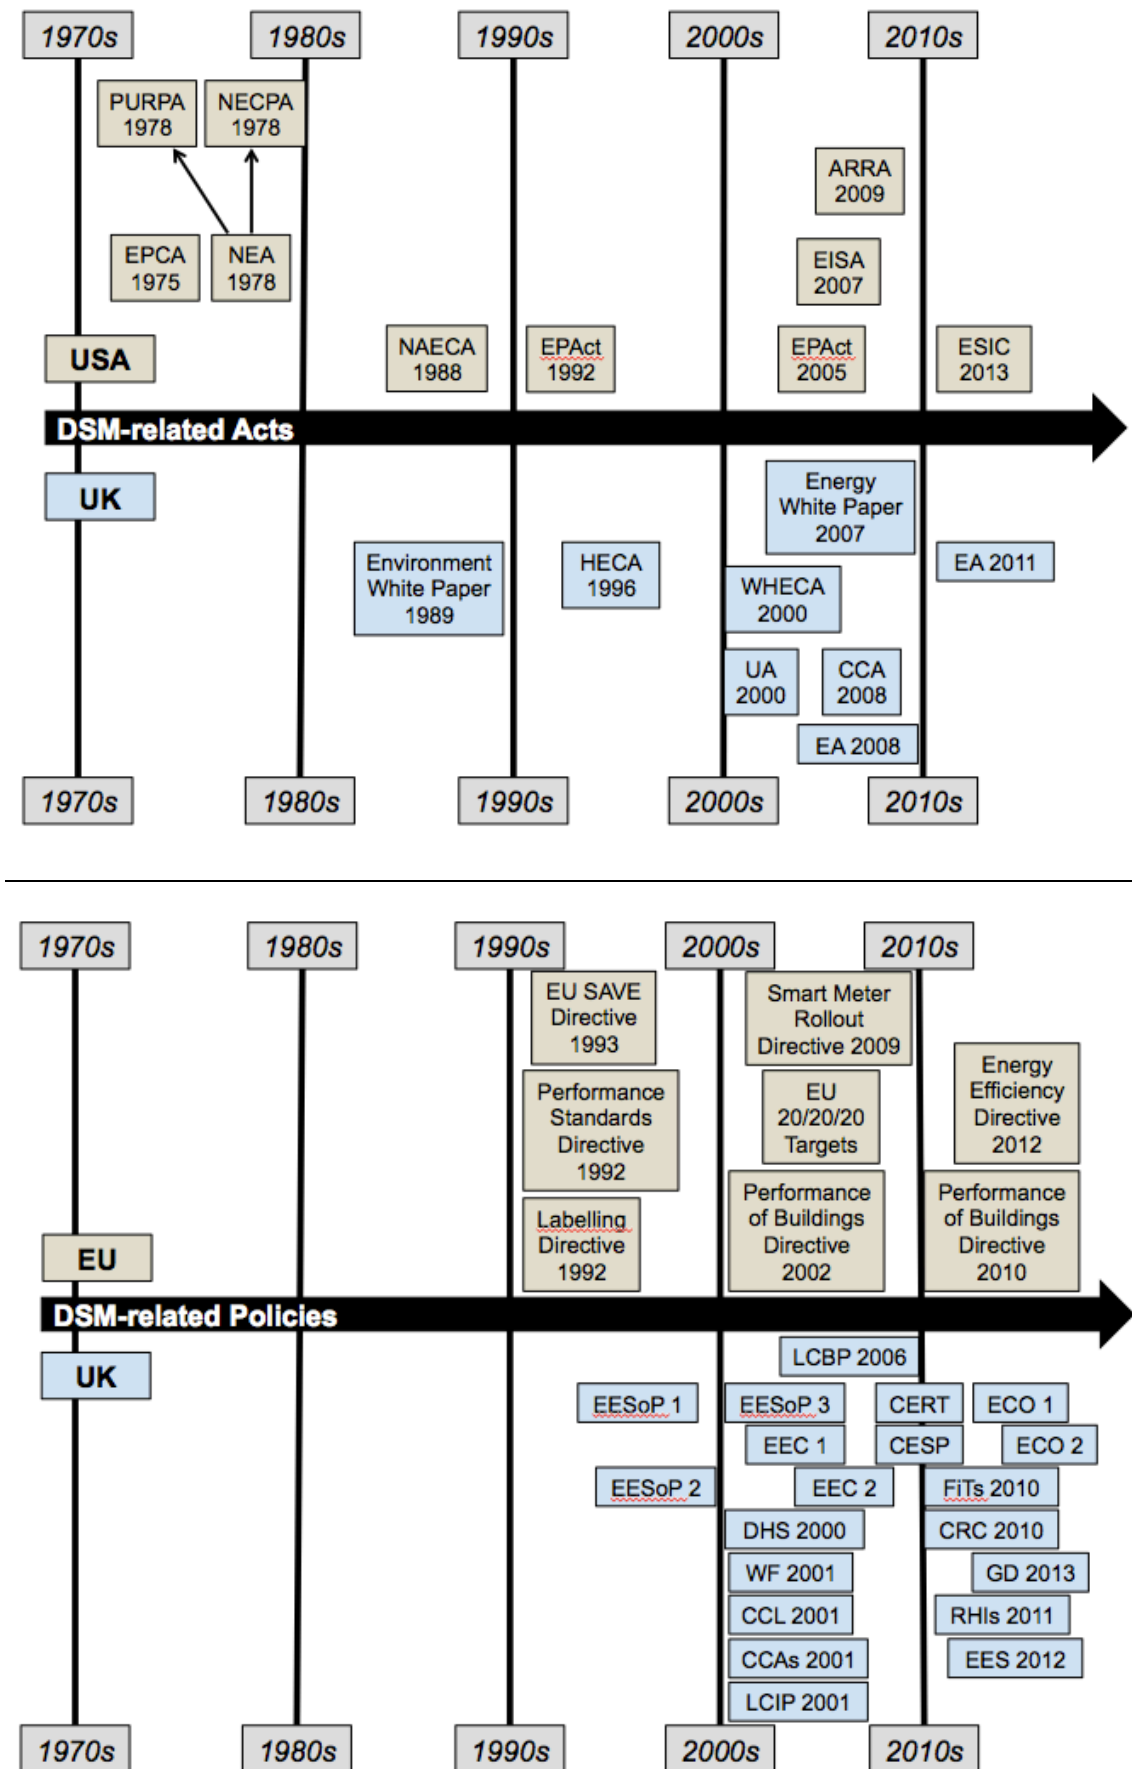 1970s
1980s
1990s
2000s
2010s
PURPA
1978
NECPA
1978
ARRA
2009
EPCA
1975
NEA
1978
EISA
2007
USA
NAECA
1988
EPAct
1992
EPAct
2005
ESIC
2013
DSM-related Acts
UK
Energy
White Paper
2007
Environment
White Paper
1989
HECA
1996
WHECA
2000
EA 2011
UA
2000
CCA
2008
EA 2008
1970s
1980s
1990s
2000s
2010s
1970s
1980s
1990s
2000s
2010s
EU SAVE
Directive
1993
Smart Meter
Rollout
Directive 2009
Energy
Efficiency
Directive
2012
Performance
Standards
Directive
1992
EU
20/20/20
Targets
Labelling
Directive
1992
Performance
of Buildings
Directive
2002
Performance
of Buildings
Directive
2010
EU
DSM-related Policies
UK
LCBP 2006
EESoP 1
EESoP 3
CERT
ECO 1
EEC 1
CESP
ECO 2
EESoP 2
EEC 2
FiTs 2010
DHS 2000
CRC 2010
WF 2001
GD 2013
CCL 2001
RHIs 2011
CCAs 2001
EES 2012
LCIP 2001
1970s
1980s
1990s
2000s
2010s